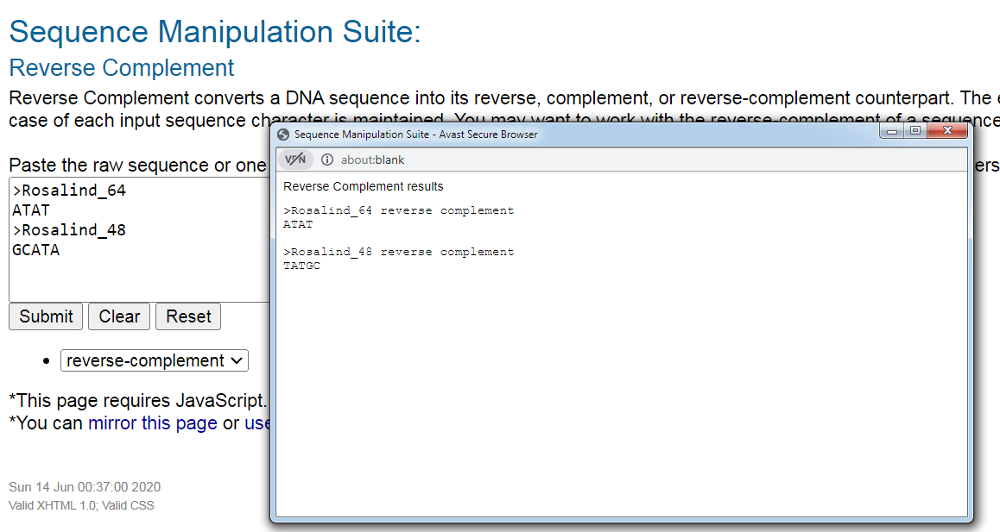 Sequence Manipulation Suite:
Reverse Complement
Reverse Complement converts a DNA sequence into its reverse, complement, or reverse-complement counterpart. The
case of each input sequence character is maintained. You may want to work with the reverse-complement of a sequence
Paste the raw sequence or one
ers
>Rosalind_64
ATAT
>Rosalind_48
GCATA
Submit Clear Reset
reverse-complement
*This page requires JavaScript.
*You can mirror this page or use
Sun 14 Jun 00:37:00 2020
Valid XHTML 1.0; Valid CSS
Sequence Manipulation Suite - Avast Secure Browser
VPN about:blank
Reverse Complement results
>Rosalind_64 reverse complement
ATAT
>Rosalind_48 reverse complement
TATGC